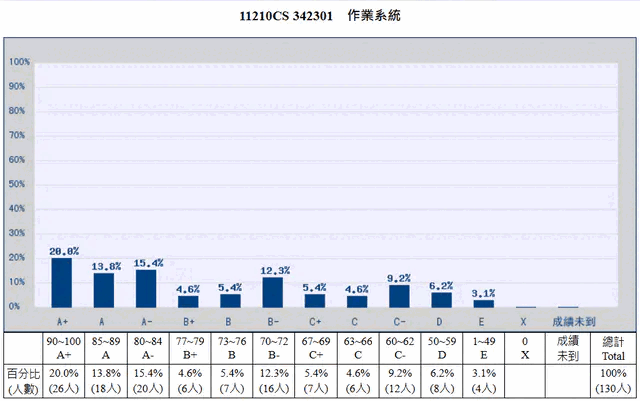 11210CS 342301 作業系統
100%
90%
80%
70%
60%
50%
40%
30%
20%
10%
0%
20.0% 13.8% 15.4% 4.6% 5.4% 12.3% 5.4% 4.6% 9.2% 6.2% 3.1%
A+ A A- B+ B B- C+ C C- D E X 成績未到
90~100 85~89 80~84 77~79 73~76 70~72 67~69 63~66 60~62 50~59 1~49 0 成績 總計
A+ A A- B+ B B- C+ C C- D E X 未到 Total
百分比 20.0% 13.8% 15.4% 4.6% 5.4% 12.3% 5.4% 4.6% 9.2% 6.2% 3.1% 100%
(人數) (26人) (18人) (20人) (6人) (7人) (16人) (7人) (6人) (12人) (8人) (4人) (130人)